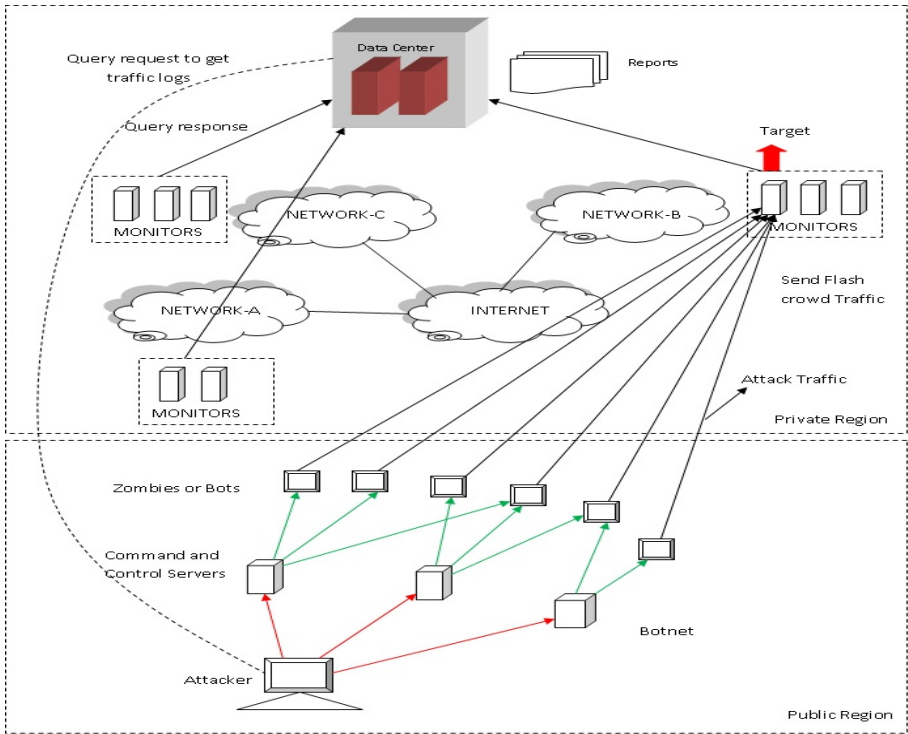 Data Center
Query request to get
traffic logs
Reports
Query response
Target
MONITORS
NETWORK-C
NETWORK-B
MONITORS
Send Flash
crowd Traffic
NETWORK-A
INTERNET
MONITORS
Attack Traffic
Private Region
Zombies or Bots
Command and
Control Servers
Botnet
Attacker
Public Region